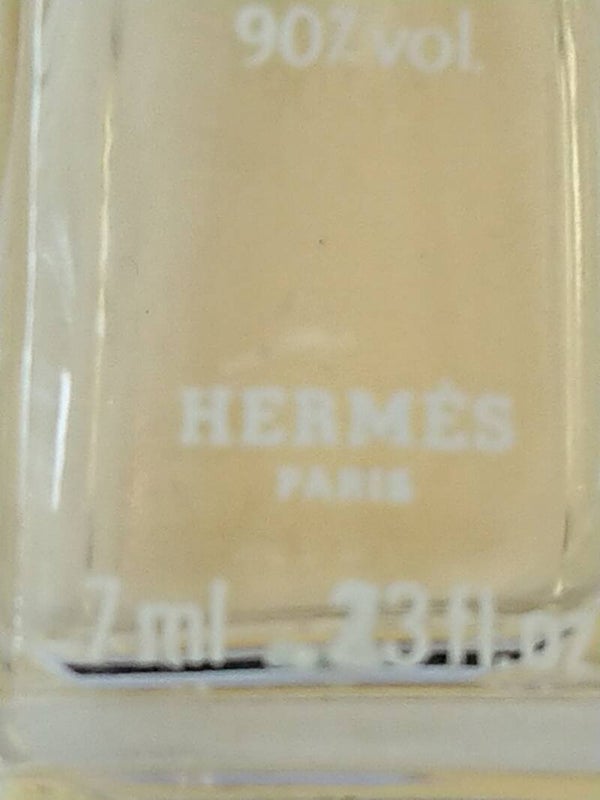 90% vol.
HERMÈS
PARIS
7 ml - .23 fl.oz